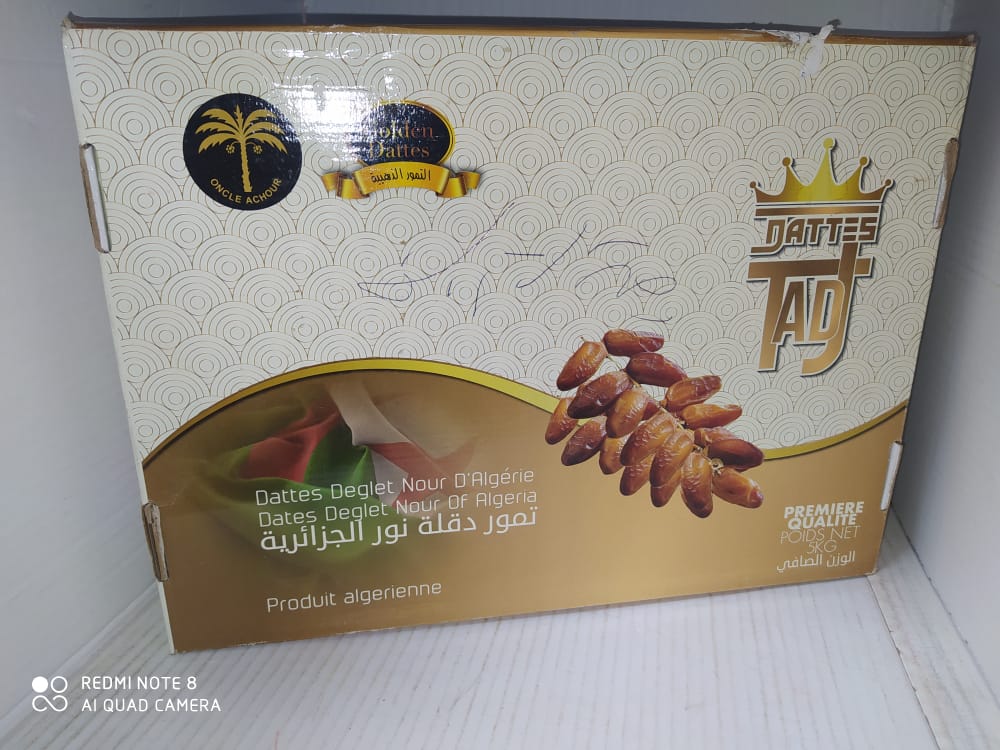 ONCLE ACHOUR
Golden
Dattes
التمور الذهبية
DATTES
TADJ
Dattes Deglet Nour D'Algérie
Dates Deglet Nour Of Algeria
تمور دقلة نور الجزائرية
Produit algerienne
PREMIERE
QUALITE
POIDS NET
5KG
الوزن الصافي
REDMI NOTE 8
AI QUAD CAMERA